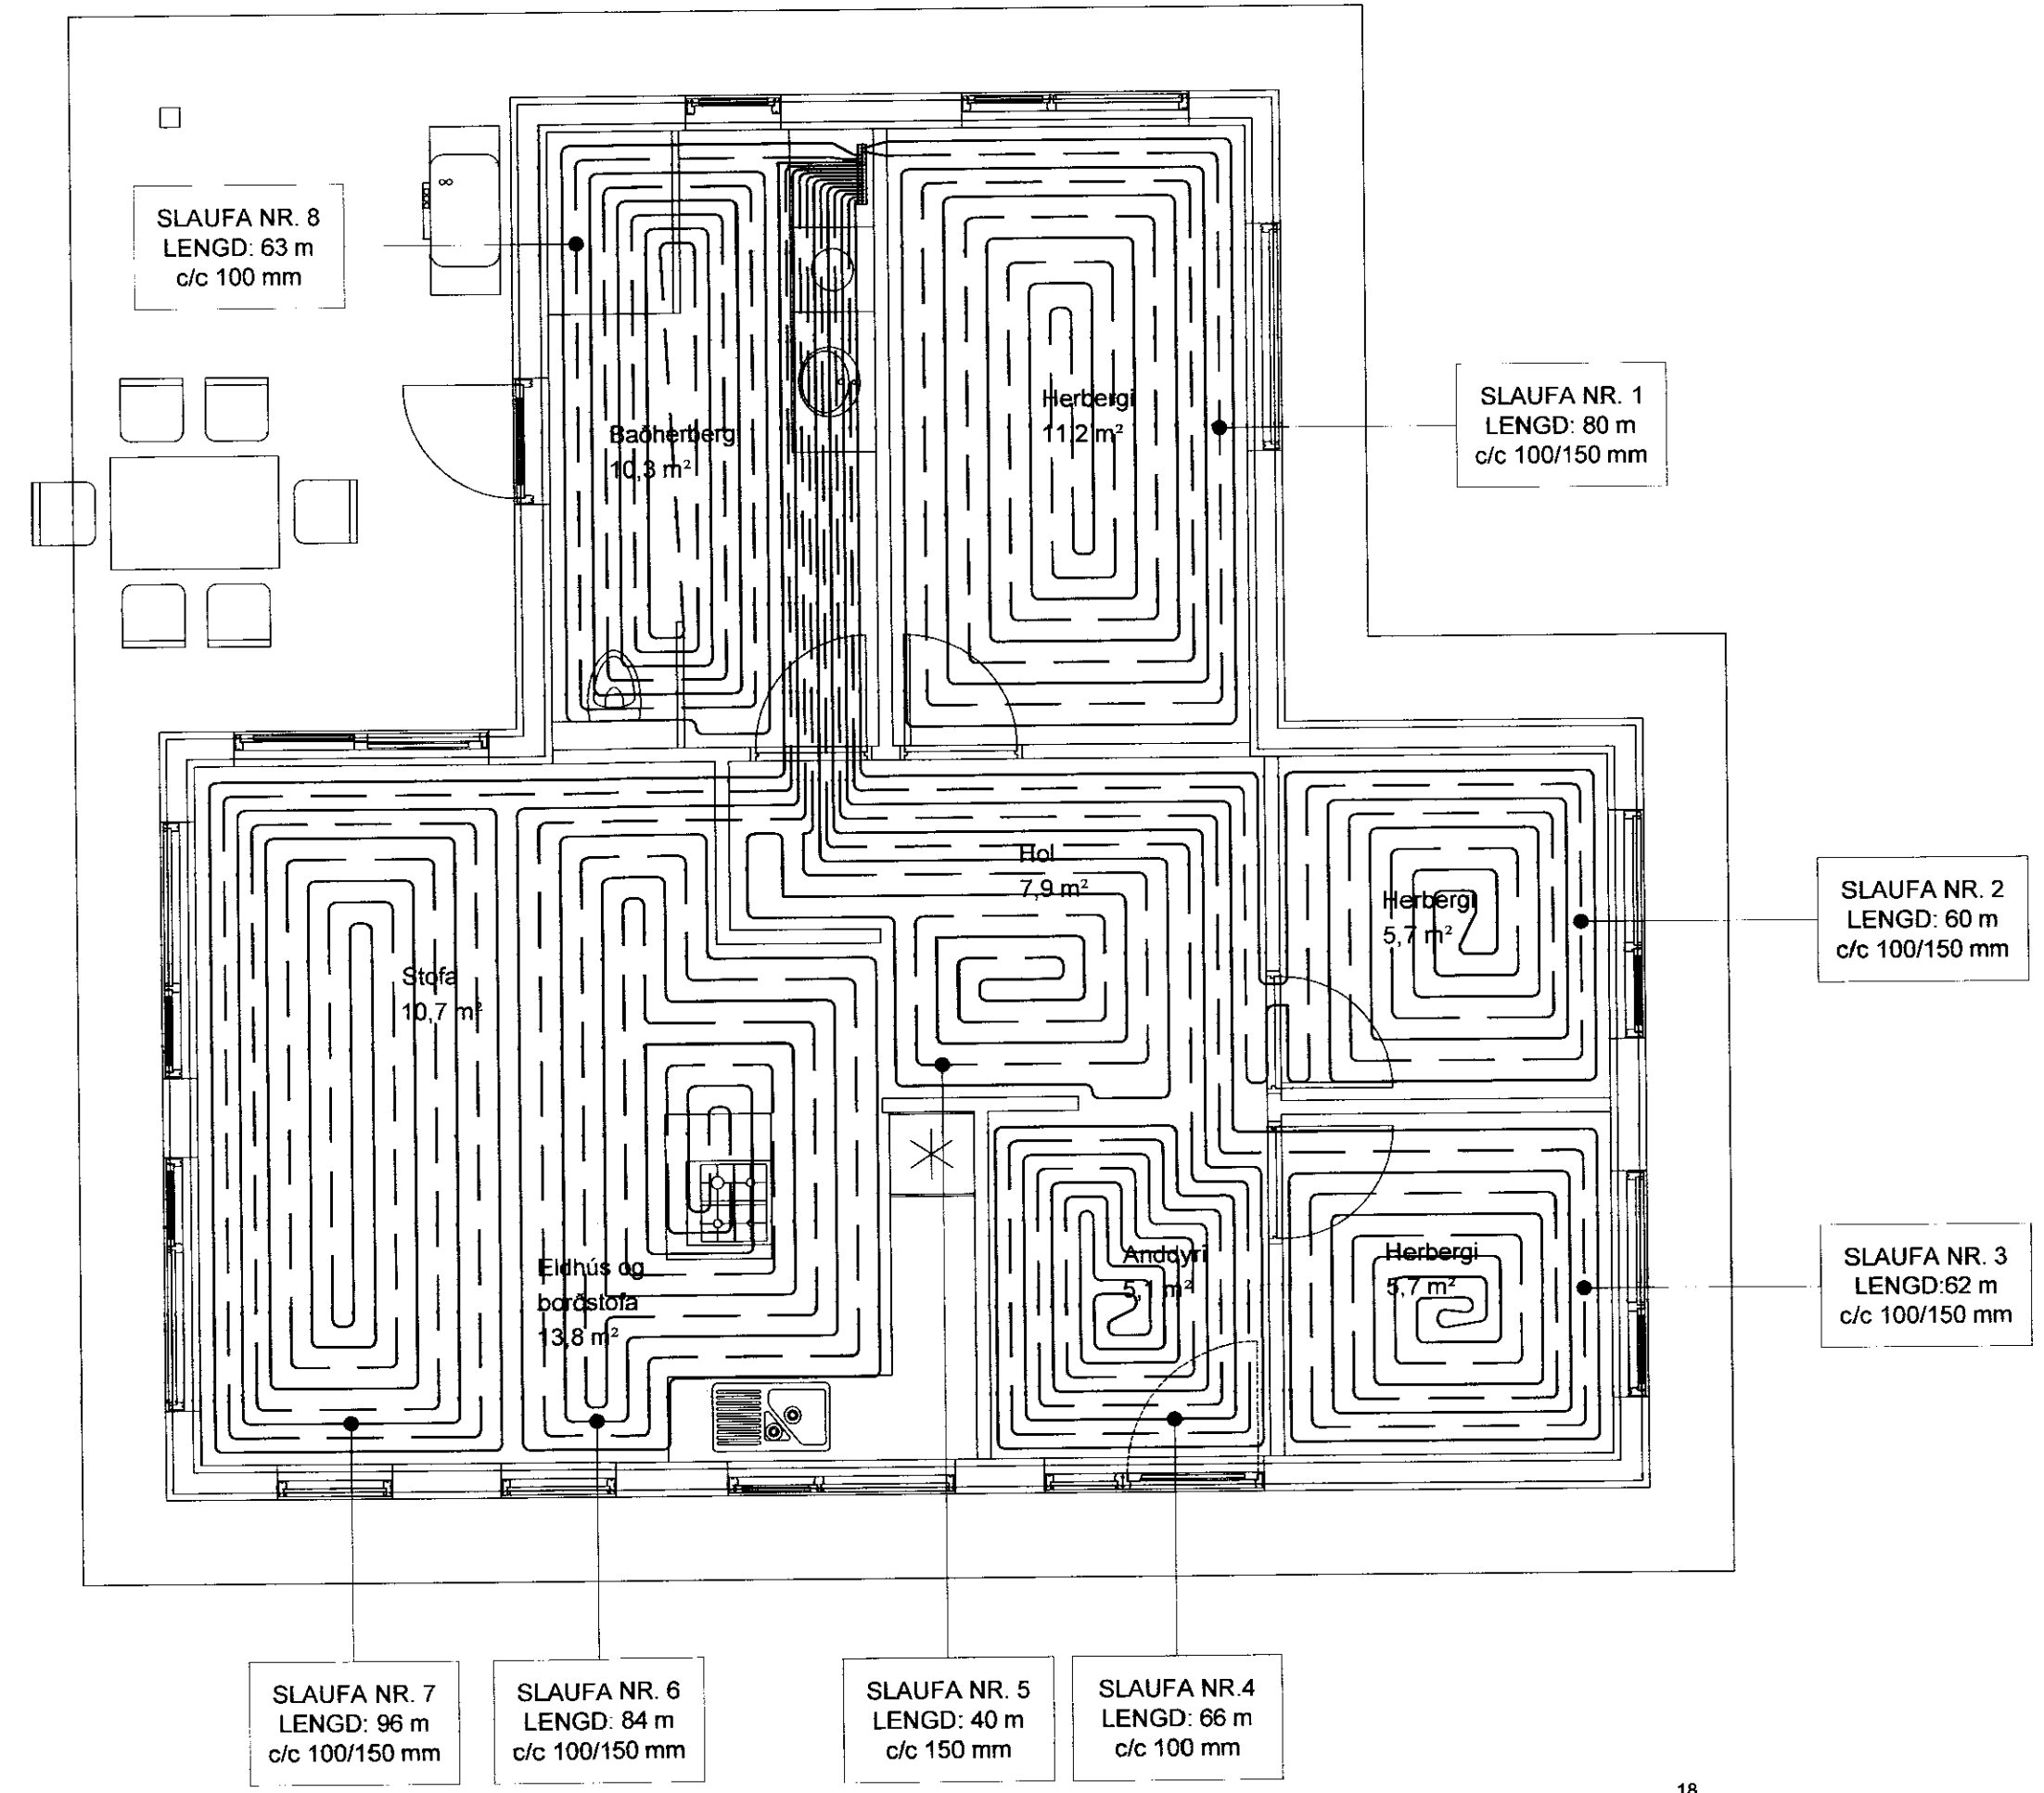 SLAUFA NR. 8
LENGD: 63 m
c/c 100 mm
SLAUFA NR. 1
LENGD: 80 m
c/c 100/150 mm
Herbergi
11,2 m²
Baðherbergi
10,3 m²
Hol
7,9 m²
Herbergi
5,7 m²
SLAUFA NR. 2
LENGD: 60 m
c/c 100/150 mm
Stofa
10,7 m²
Eldhús og
borðstofa
13,8 m²
Anddyri
5,1 m²
Herbergi
5,7 m²
SLAUFA NR. 3
LENGD:62 m
c/c 100/150 mm
SLAUFA NR. 7
LENGD: 96 m
c/c 100/150 mm
SLAUFA NR. 6
LENGD: 84 m
c/c 100/150 mm
SLAUFA NR. 5
LENGD: 40 m
c/c 150 mm
SLAUFA NR.4
LENGD: 66 m
c/c 100 mm
18